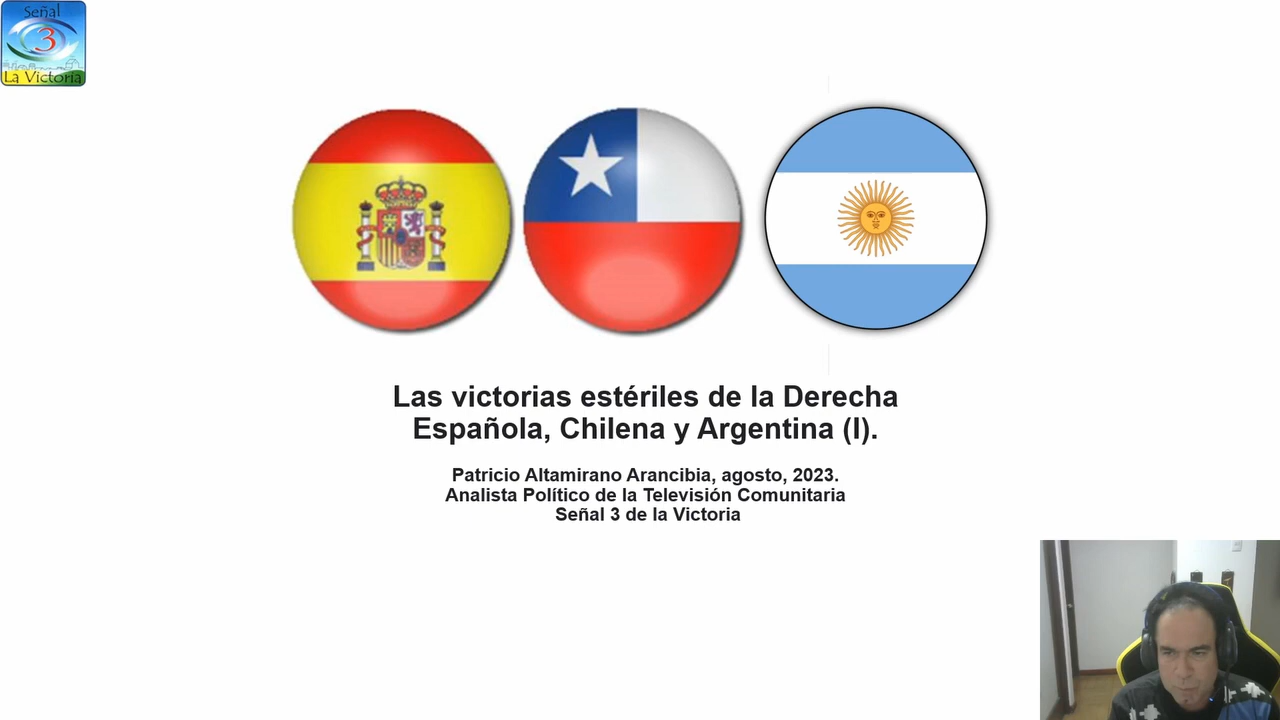 Señal
3
La Victoria
Las victorias estériles de la Derecha
Española, Chilena y Argentina (I).
Patricio Altamirano Arancibia, agosto, 2023.
Analista Político de la Televisión Comunitaria
Señal 3 de la Victoria